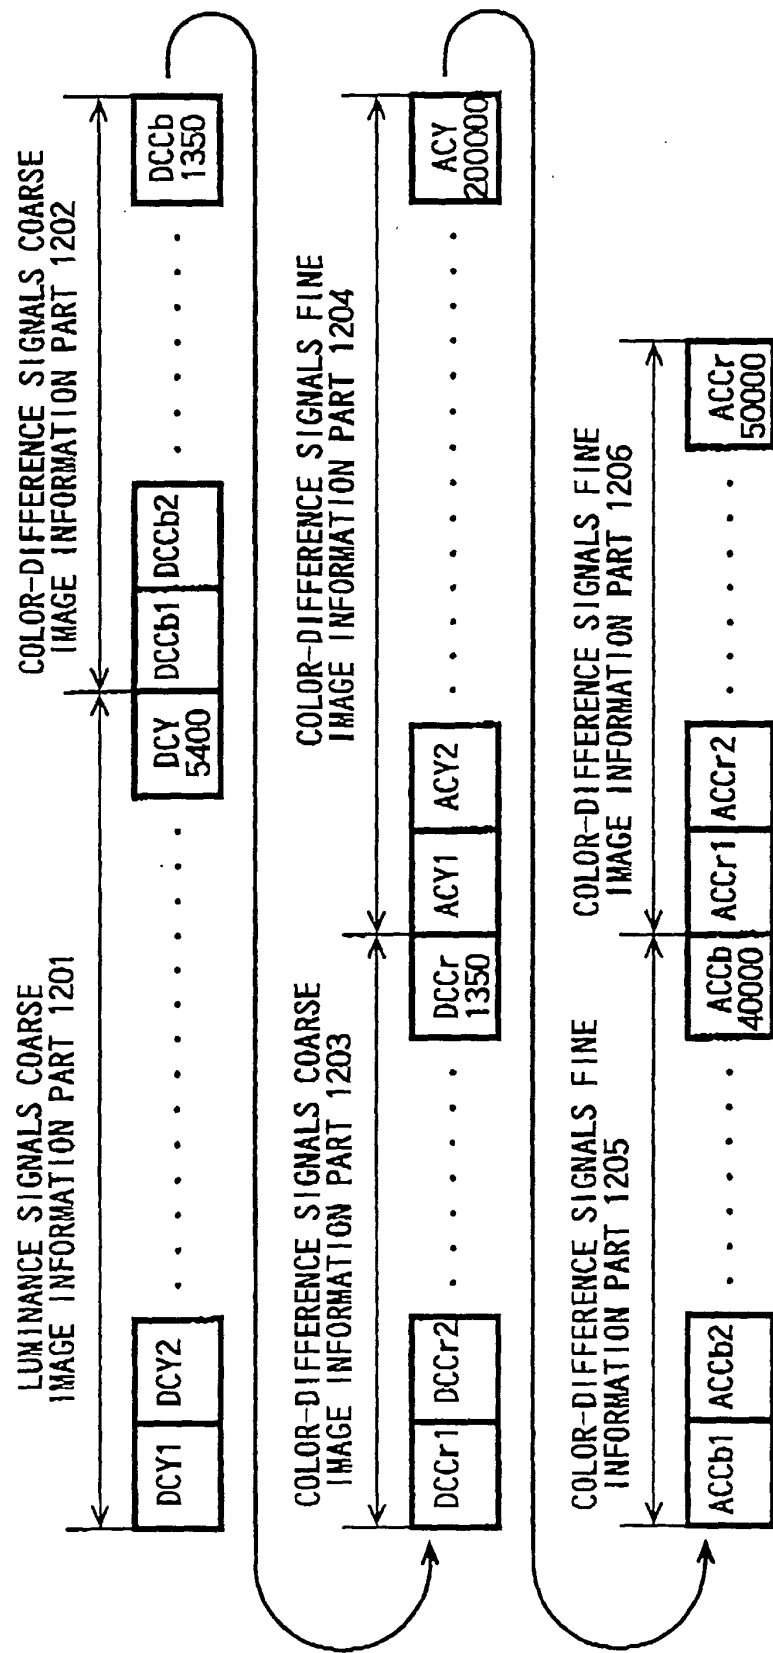 LUMINANCE SIGNALS COARSE
IMAGE INFORMATION PART 1201
COLOR-DIFFERENCE SIGNALS COARSE
IMAGE INFORMATION PART 1202
DCY1
DCY2
DCY
5400
DCCb1
DCCb2
DCCb
1350
COLOR-DIFFERENCE SIGNALS COARSE
IMAGE INFORMATION PART 1203
COLOR-DIFFERENCE SIGNALS FINE
IMAGE INFORMATION PART 1204
DCCr1
DCCr2
DCCr
1350
ACY1
ACY2
ACY
200000
COLOR-DIFFERENCE SIGNALS FINE
INFORMATION PART 1205
COLOR-DIFFERENCE SIGNALS FINE
IMAGE INFORMATION PART 1206
ACCb1
ACCb2
ACCb
40000
ACCr1
ACCr2
ACCr
50000